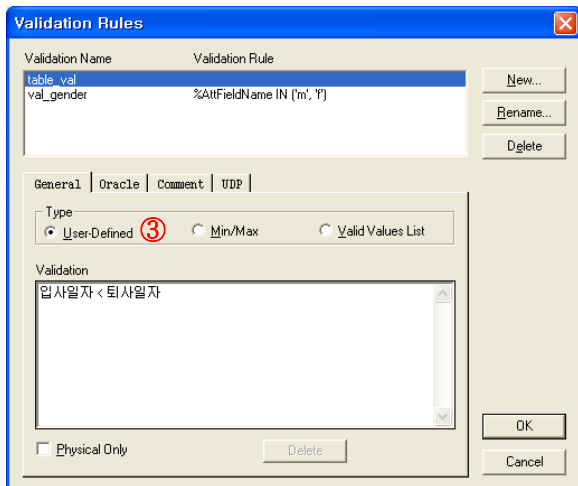 Validation Rules
Validation Name Validation Rule
table_val
val_gender %AttFieldName IN ('m', 'f')
New...
Rename...
Delete
General Oracle Comment UDP
Type
User-Defined ③ Min/Max Valid Values List
Validation
입사일자 < 퇴사일자
Physical Only Delete
OK
Cancel